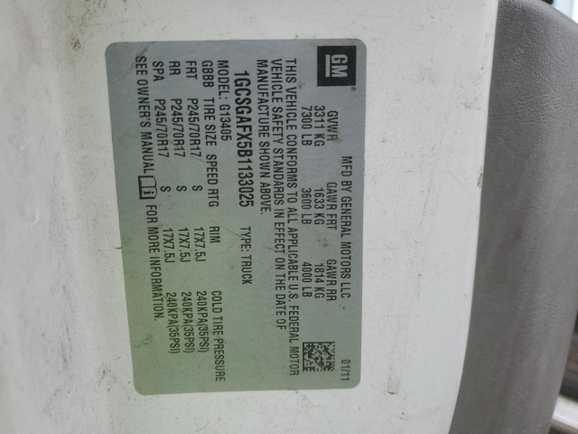 GM
MFD BY GENERAL MOTORS LLC 01/11
GVWR GAWR FRT GAWR RR
3311 KG 1633 KG 1814 KG
7300 LB 3600 LB 4000 LB
THIS VEHICLE CONFORMS TO ALL APPLICABLE U.S. FEDERAL MOTOR
VEHICLE SAFETY STANDARDS IN EFFECT ON THE DATE OF
MANUFACTURE SHOWN ABOVE.
1GCSGAFX5B1133025 TYPE: TRUCK
MODEL: G13405
GBBB TIRE SIZE SPEED RTG RIM COLD TIRE PRESSURE
FRT P245/70R17 S 17X7.5J 240KPA(35PSI)
RR P245/70R17 S 17X7.5J 240KPA(35PSI)
SPA P245/70R17 S 17X7.5J 240KPA(35PSI)
SEE OWNER'S MANUAL i FOR MORE INFORMATION.